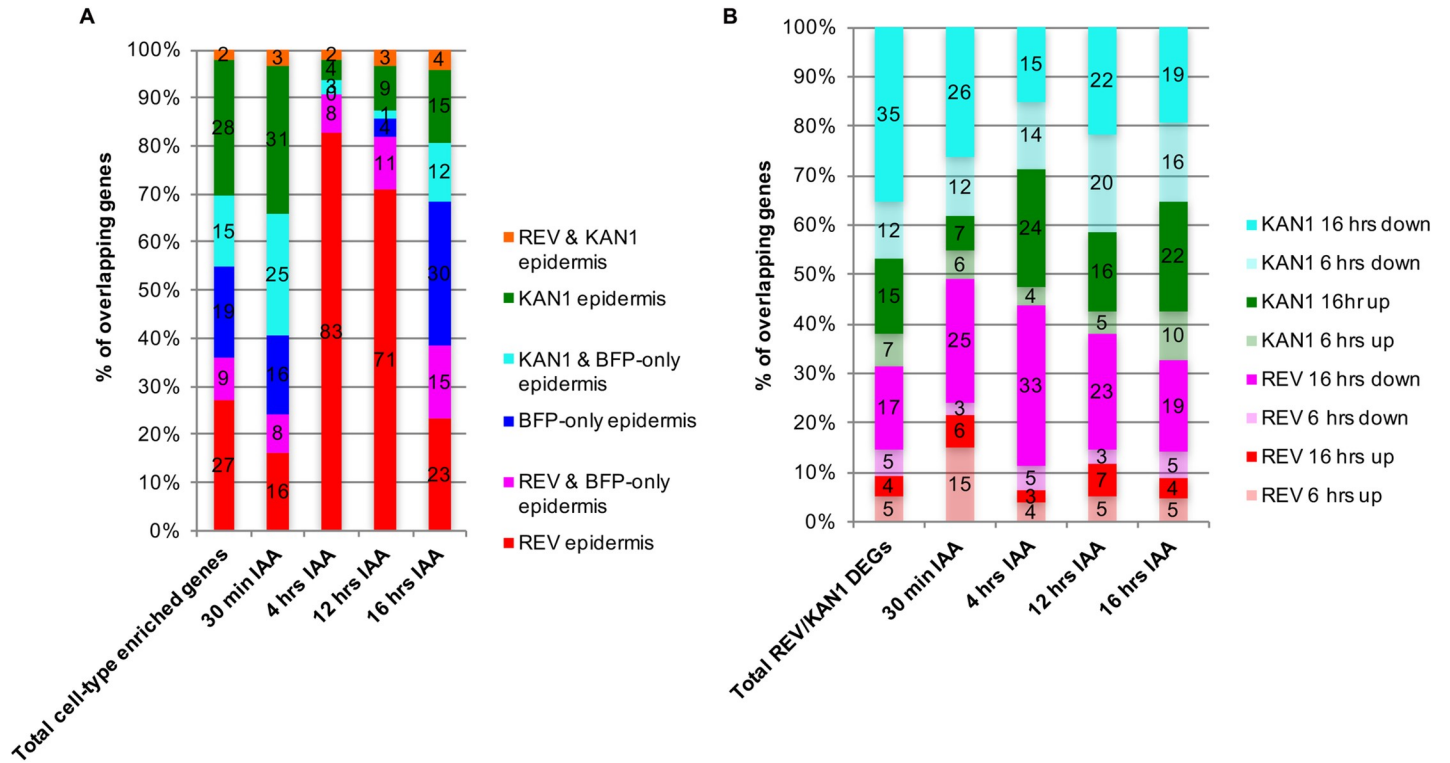 A
% of overlapping genes
100%
90%
80%
70%
60%
50%
40%
30%
20%
10%
0%
2
28
15
19
9
27
3
31
25
16
8
16
2
4
3
0
8
83
3
9
1
4
11
71
4
15
12
30
15
23
Total cell-type enriched genes
30 min IAA
4 hrs IAA
12 hrs IAA
16 hrs IAA
REV & KAN1
epidermis
KAN1 epidermis
KAN1 & BFP-only
epidermis
BFP-only epidermis
REV & BFP-only
epidermis
REV epidermis
B
% of overlapping genes
100%
90%
80%
70%
60%
50%
40%
30%
20%
10%
0%
35
12
15
7
17
5
4
5
26
12
7
6
25
3
6
15
15
14
24
4
33
5
3
4
22
20
16
5
23
3
7
5
19
16
22
10
19
5
4
5
Total REV/KAN1 DEGs
30 min IAA
4 hrs IAA
12 hrs IAA
16 hrs IAA
KAN1 16 hrs down
KAN1 6 hrs down
KAN1 16hr up
KAN1 6 hrs up
REV 16 hrs down
REV 6 hrs down
REV 16 hrs up
REV 6 hrs up